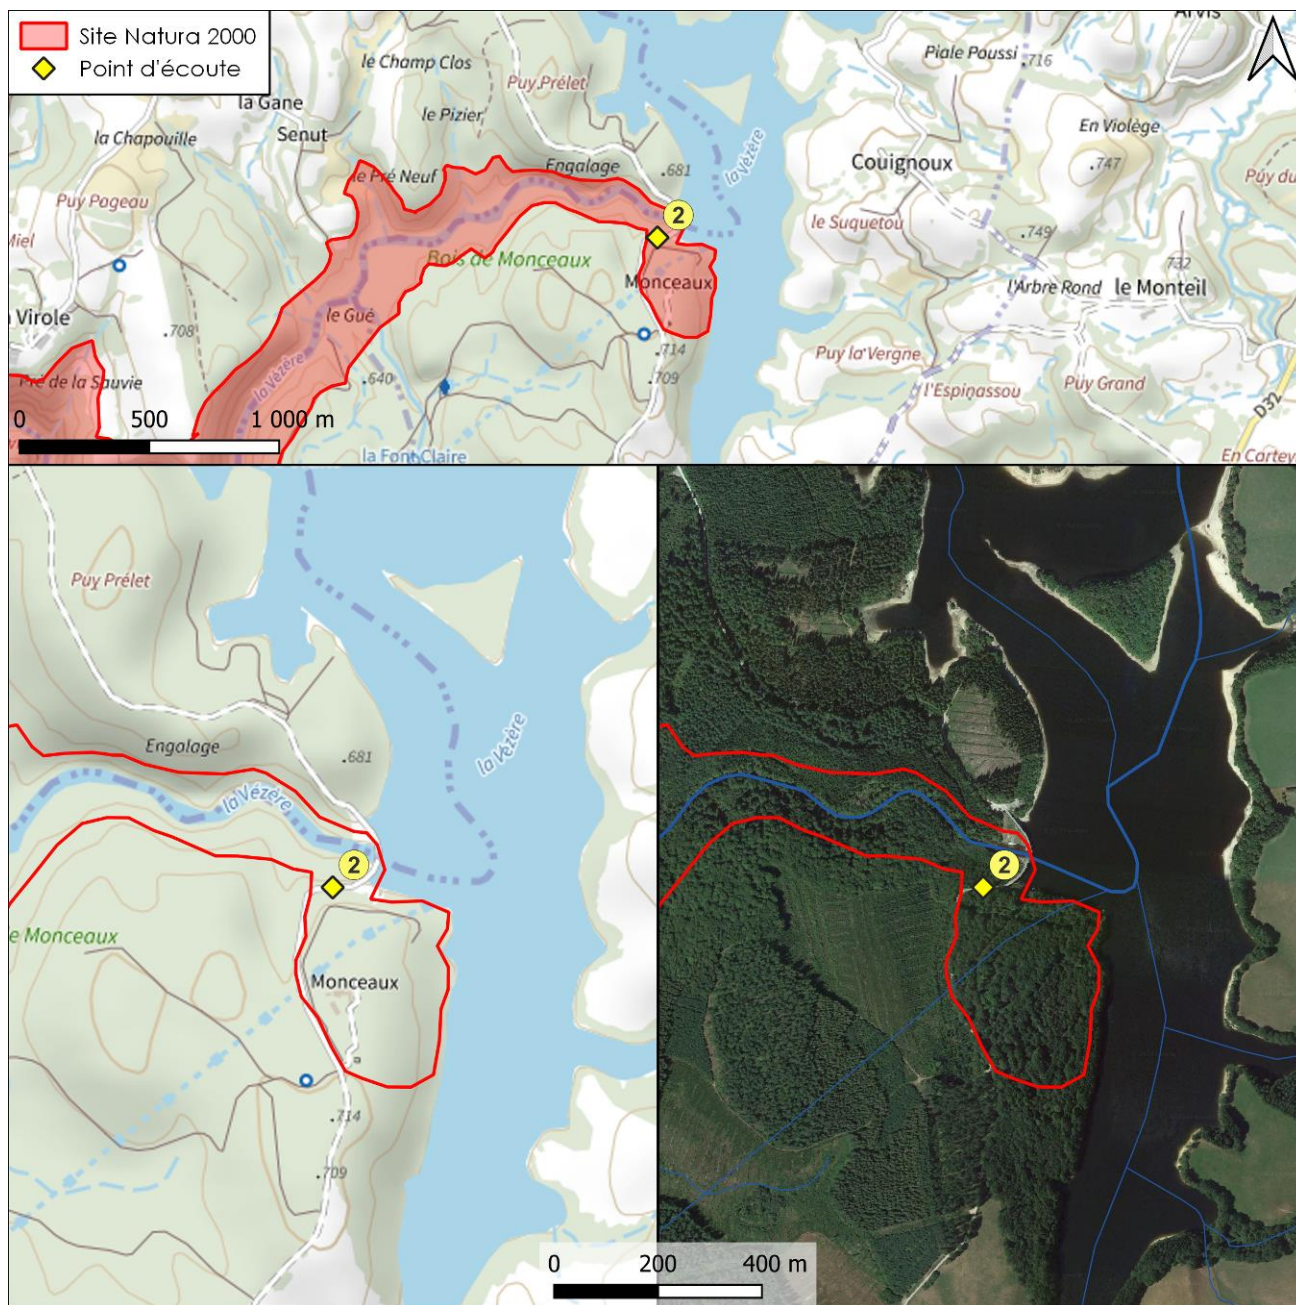 Site Natura 2000
Point d'écoute
la Gane
Senut
la Chapouille
Puy Pageau
le Champ Clos
le Pizier
Puy Prélet
Engalage
.681
le Pré Neuf
2
la Vézère
Piale Poussi
.716
Arvis
En Violège
.747
Couignoux
le Suquetou
.749
732
l'Arbre Rond
le Monteil
Puy la Vergne
l'Espinassou
Puy Grand
D32
Bois de Monceaux
Monceaux
Virole
.708
le Gué
la Vézère
.640
.714
.709
Pré de la Sauvie
0 500 1 000 m
la Font Claire
Puy Prélet
Engalage
.681
la Vézère
la Vézère
2
2
e Monceaux
Monceaux
.714
.709
0 200 400 m